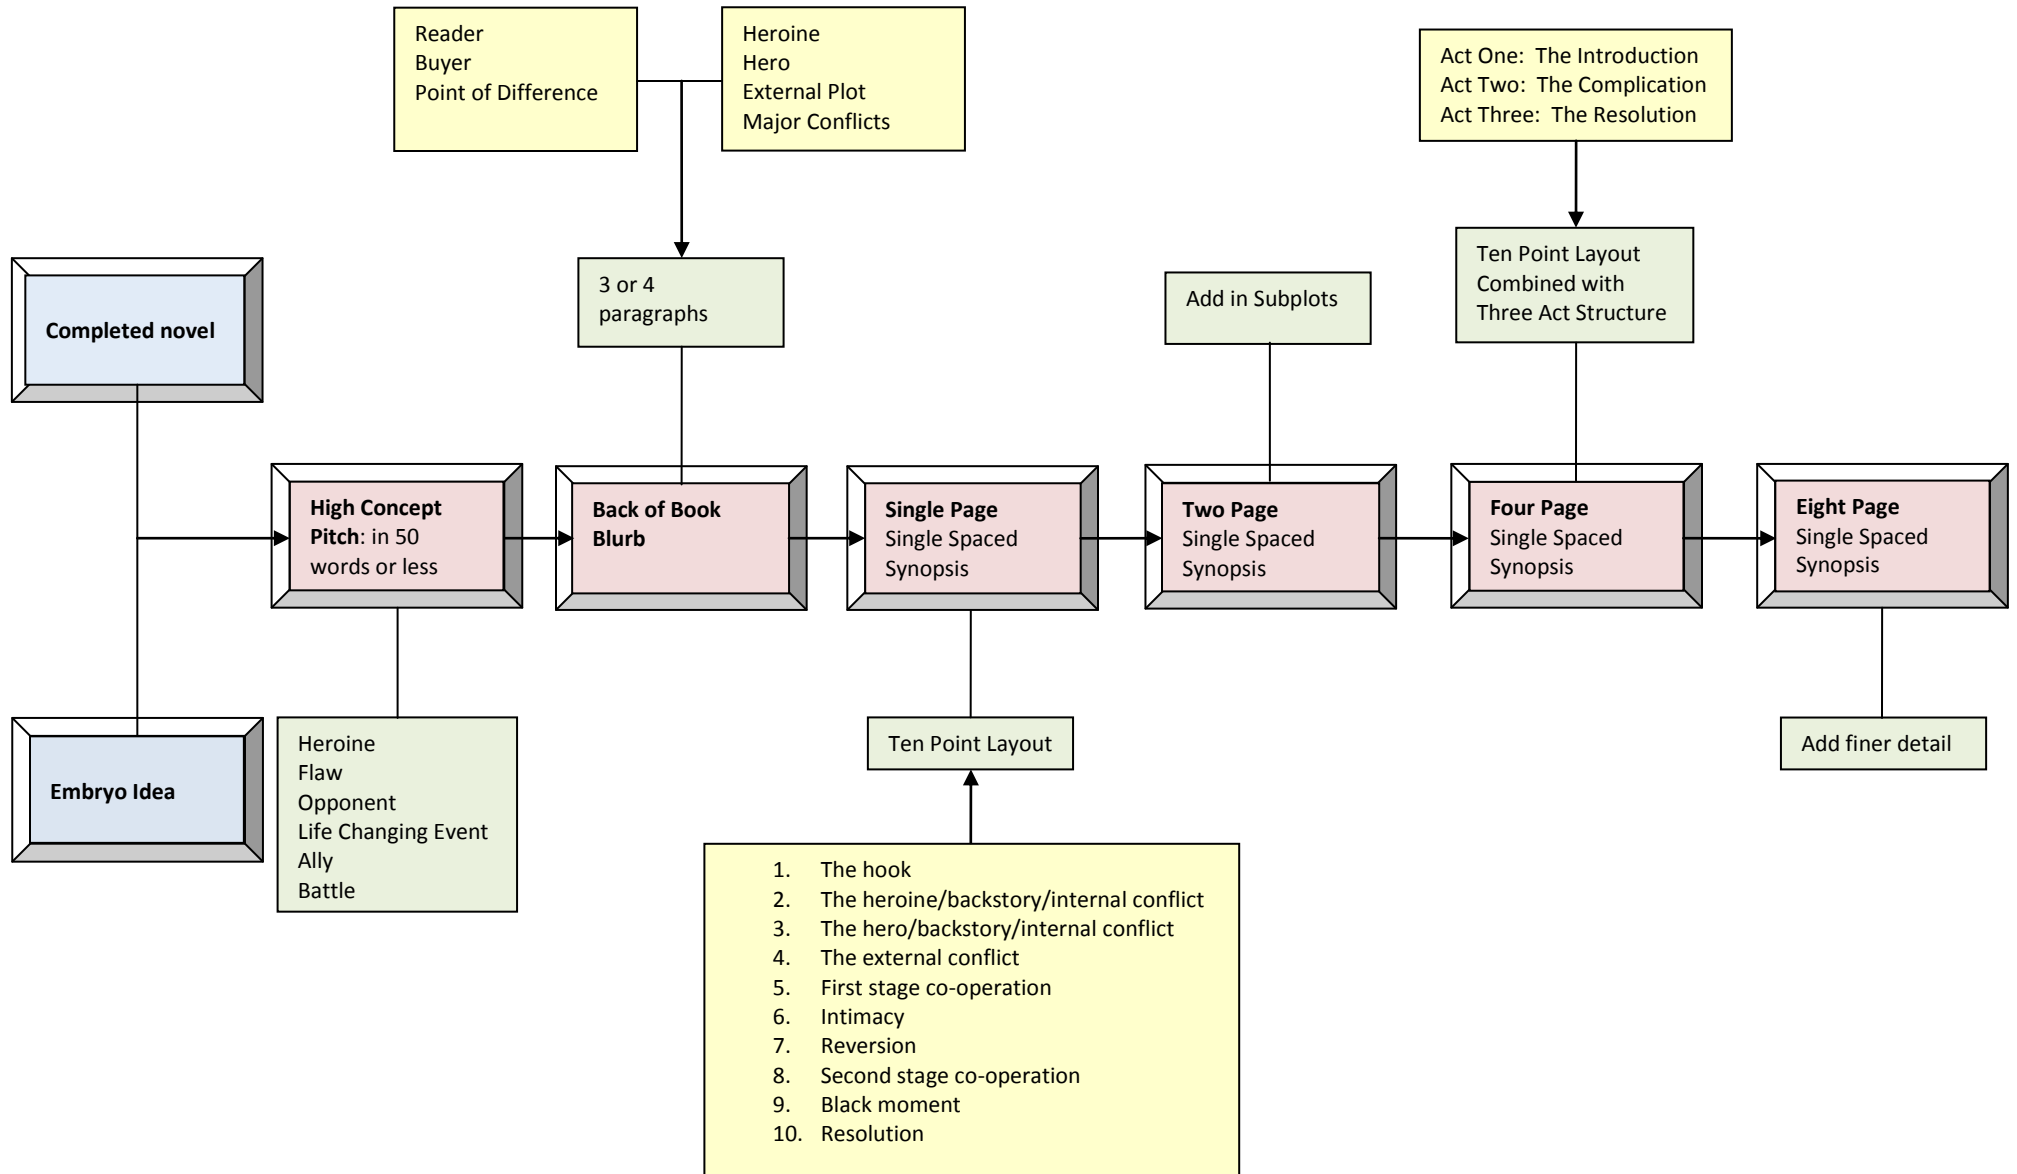 Reader
Buyer
Point of Difference
Heroine
Hero
External Plot
Major Conflicts
Act One:  The Introduction
Act Two:  The Complication
Act Three:  The Resolution
3 or 4
paragraphs
Add in Subplots
Ten Point Layout
Combined with
Three Act Structure
Completed novel
High Concept
Pitch: in 50
words or less
Back of Book
Blurb
Single Page
Single Spaced
Synopsis
Two Page
Single Spaced
Synopsis
Four Page
Single Spaced
Synopsis
Eight Page
Single Spaced
Synopsis
Embryo Idea
Heroine
Flaw
Opponent
Life Changing Event
Ally
Battle
Ten Point Layout
Add finer detail
1. The hook
2. The heroine/backstory/internal conflict
3. The hero/backstory/internal conflict
4. The external conflict
5. First stage co-operation
6. Intimacy
7. Reversion
8. Second stage co-operation
9. Black moment
10. Resolution